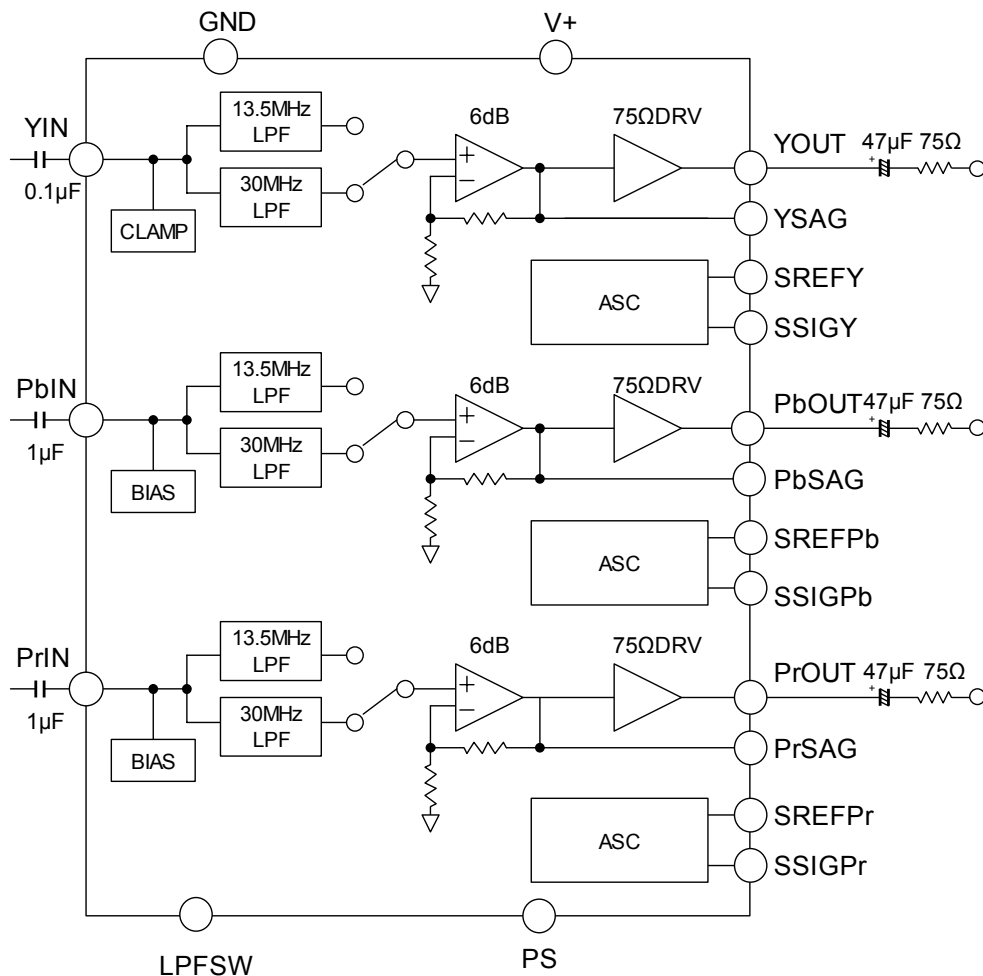 GND
V+
YIN
0.1µF
13.5MHz
LPF
30MHz
LPF
CLAMP
6dB
+
−
75ΩDRV
YOUT
47µF 75Ω
+
YSAG
SREFY
ASC
SSIGY
PbIN
1µF
13.5MHz
LPF
30MHz
LPF
BIAS
6dB
+
−
75ΩDRV
PbOUT
47µF 75Ω
+
PbSAG
SREFPb
ASC
SSIGPb
PrIN
1µF
13.5MHz
LPF
30MHz
LPF
BIAS
6dB
+
−
75ΩDRV
PrOUT
47µF 75Ω
+
PrSAG
SREFPr
ASC
SSIGPr
LPFSW
PS